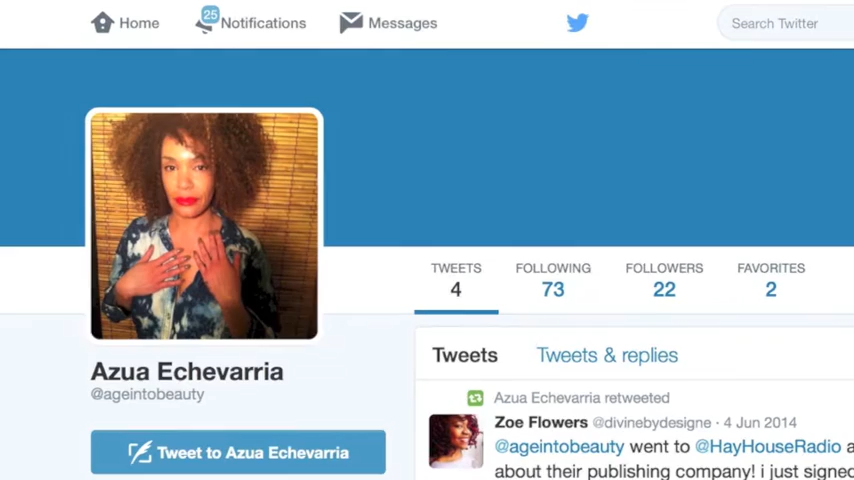 Home 25 Notifications Messages Search Twitter
TWEETS FOLLOWING FOLLOWERS FAVORITES
4 73 22 2
Azua Echevarria
@ageintobeauty
Tweet to Azua Echevarria
Tweets Tweets & replies
Azua Echevarria retweeted
Zoe Flowers @divinebydesigne · 4 Jun 2014
@ageintobeauty went to @HayHouseRadio a
about their publishing company! i just signed